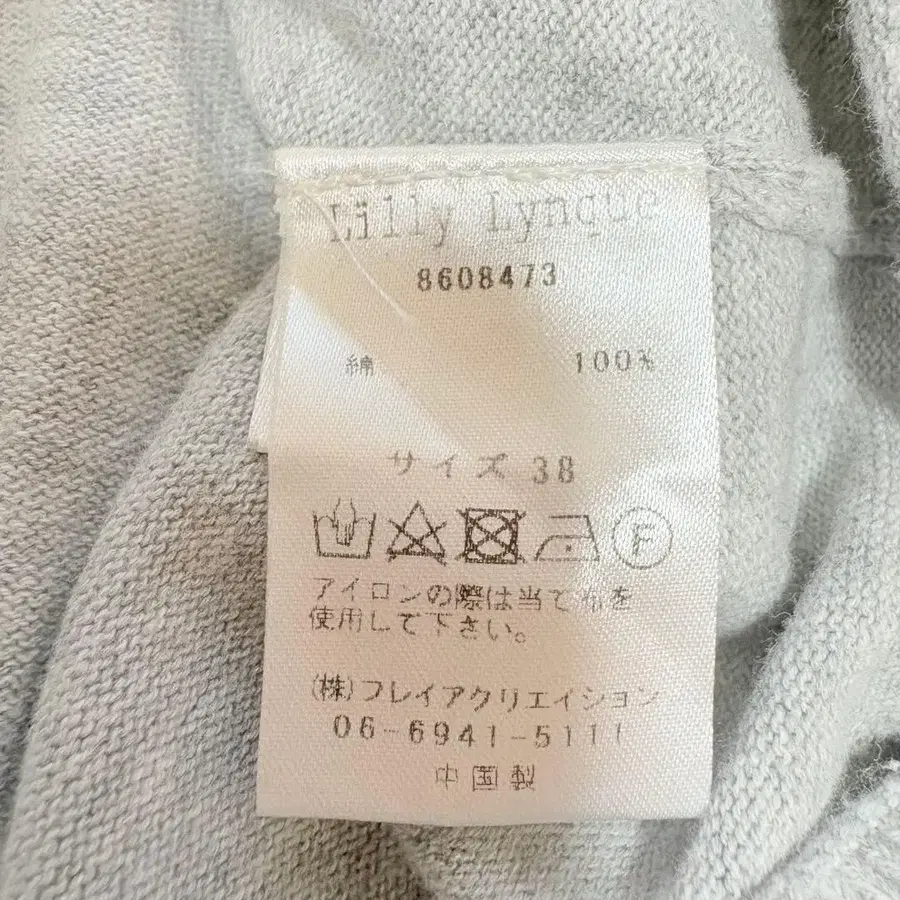 Lilly Lynque
8608473
綿 100%
サイズ 38
F
アイロンの際は当て布を
使用して下さい。
(株)フレイアクリエイション
06-6941-5111
中国製